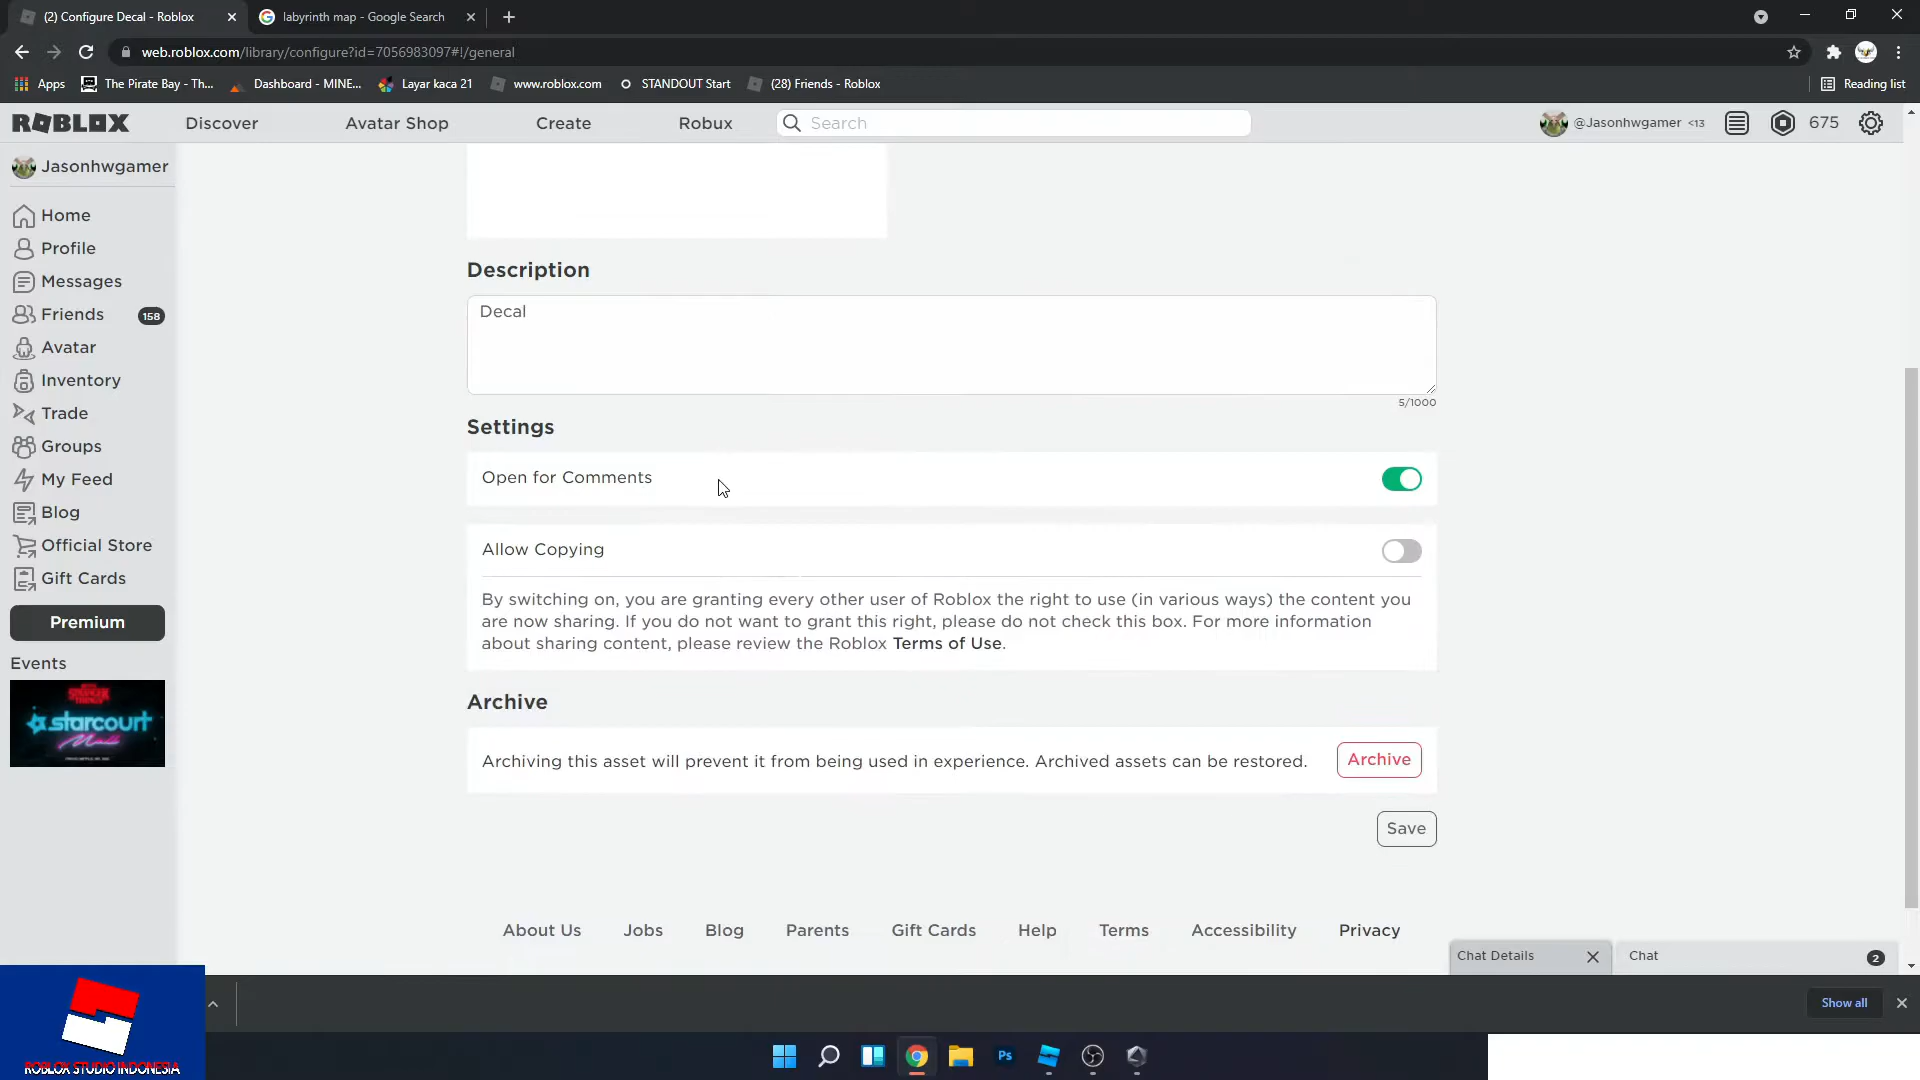 (2) Configure Decal - Roblox
labyrinth map - Google Search
web.roblox.com/library/configure?id=7056983097#!/general
Apps
The Pirate Bay - Th...
Dashboard - MINE...
Layar kaca 21
www.roblox.com
STANDOUT Start
(28) Friends - Roblox
Reading list
ROBLOX
Discover
Avatar Shop
Create
Robux
Search
@Jasonhwgamer <13
675
Jasonhwgamer
Home
Profile
Messages
Friends
158
Avatar
Inventory
Trade
Groups
My Feed
Blog
Official Store
Gift Cards
Premium
Events
starcourt
Description
Decal
5/1000
Settings
Open for Comments
Allow Copying
By switching on, you are granting every other user of Roblox the right to use (in various ways) the content you
are now sharing. If you do not want to grant this right, please do not check this box. For more information
about sharing content, please review the Roblox Terms of Use.
Archive
Archiving this asset will prevent it from being used in experience. Archived assets can be restored.
Archive
Save
About Us
Jobs
Blog
Parents
Gift Cards
Help
Terms
Accessibility
Privacy
Chat Details
Chat
2
Show all
Ps
ROBLOX STUDIO INDONESIA